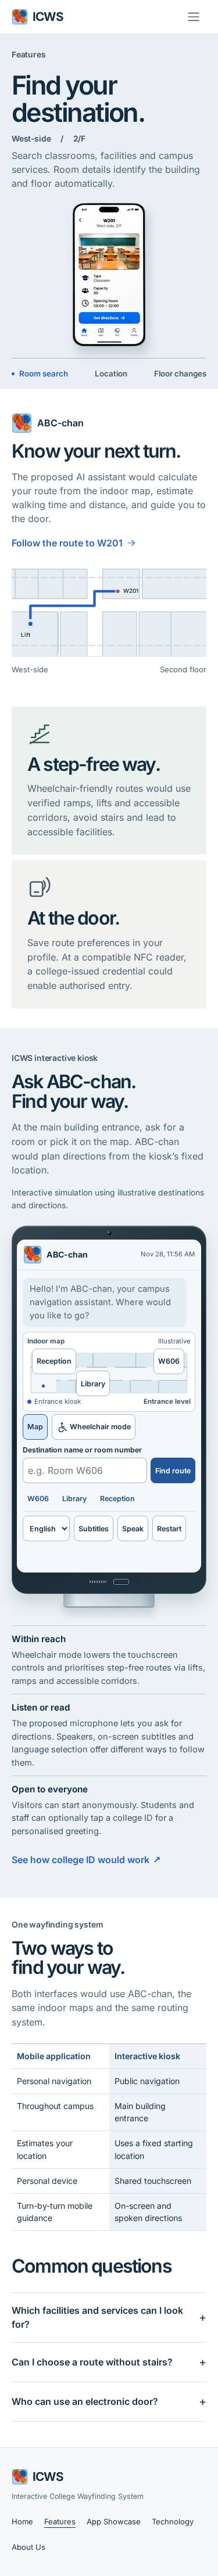 ICWS
Features
Find your
destination.
West-side / 2/F
Search classrooms, facilities and campus
services. Room details identify the building
and floor automatically.
W201
West-side, 2/F
Type
Classroom
Capacity
Opening hours
Get directions →
Room search
Location
Floor changes
ABC-chan
Know your next turn.
The proposed AI assistant would calculate
your route from the indoor map, estimate
walking time and distance, and guide you to
the door.
Follow the route to W201 →
W201
Lift
West-side
Second floor
A step-free way.
Wheelchair-friendly routes would use
verified ramps, lifts and accessible
corridors, avoid stairs and lead to
accessible facilities.
At the door.
Save route preferences in your
profile. At a compatible NFC reader,
a college-issued credential could
enable authorised entry.
ICWS interactive kiosk
Ask ABC-chan.
Find your way.
At the main building entrance, ask for a
room or pick it on the map. ABC-chan
would plan directions from the kiosk's fixed
location.
Interactive simulation using illustrative destinations
and directions.
ABC-chan
Nov 28, 11:56 AM
Hello! I'm ABC-chan, your campus
navigation assistant. Where would
you like to go?
Indoor map
Illustrative
Reception
W606
Library
Entrance kiosk
Entrance level
Map
Wheelchair mode
Destination name or room number
e.g. Room W606
Find route
W606 Library Reception
English
Subtitles
Speak
Restart
Within reach
Wheelchair mode lowers the touchscreen
controls and prioritises step-free routes via lifts,
ramps and accessible corridors.
Listen or read
The proposed microphone lets you ask for
directions. Speakers, on-screen subtitles and
language selection offer different ways to follow
them.
Open to everyone
Visitors can start anonymously. Students and
staff can optionally tap a college ID for a
personalised greeting.
See how college ID would work ↗
One wayfinding system
Two ways to
find your way.
Both interfaces would use ABC-chan, the
same indoor maps and the same routing
system.
Mobile application
Interactive kiosk
Personal navigation
Public navigation
Throughout campus
Main building
entrance
Estimates your
location
Uses a fixed starting
location
Personal device
Shared touchscreen
Turn-by-turn mobile
guidance
On-screen and
spoken directions
Common questions
Which facilities and services can I look
for?
+
Can I choose a route without stairs?
+
Who can use an electronic door?
+
ICWS
Interactive College Wayfinding System
Home Features App Showcase Technology
About Us